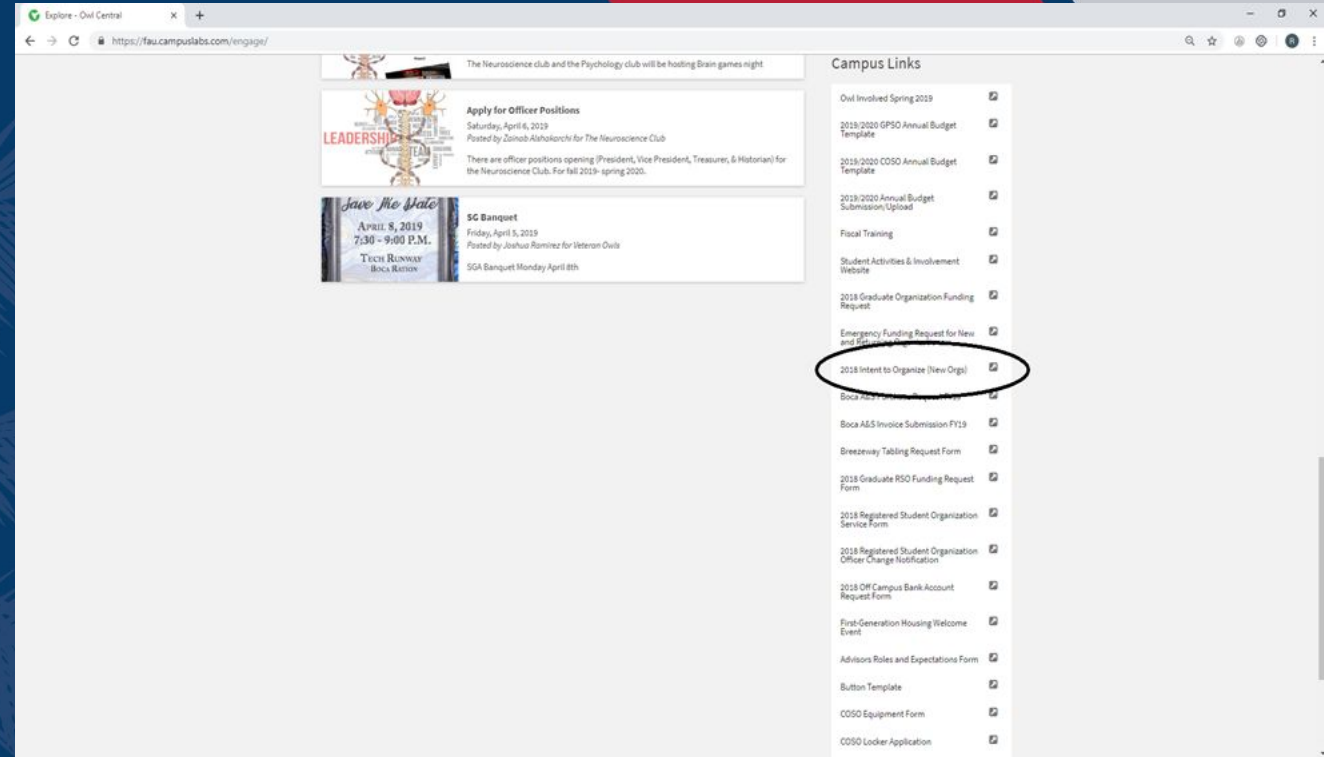 Explore - Owl Central
https://fau.campuslabs.com/engage/
R
The Neuroscience club and the Psychology club will be hosting Brain games night
LEADERSHIP
TEAM
Apply for Officer Positions
Saturday, April 6, 2019
Posted by Zainab Alshakarchi for The Neuroscience Club
There are officer positions opening (President, Vice President, Treasurer, & Historian) for
the Neuroscience Club. For fall 2019- spring 2020.
Save the Date
APRIL 8, 2019
7:30 - 9:00 P.M.
TECH RUNWAY
BOCA RATION
SG Banquet
Friday, April 5, 2019
Posted by Joshua Ramirez for Veteran Owls
SGA Banquet Monday April 8th
Campus Links
Owl Involved Spring 2019
2019/2020 GPSO Annual Budget
Template
2019/2020 COSO Annual Budget
Template
2019/2020 Annual Budget
Submission/Upload
Fiscal Training
Student Activities & Involvement
Website
2018 Graduate Organization Funding
Request
Emergency Funding Request for New
and Returning
2018 Intent to Organize (New Orgs)
Boca A&S Request FY19
Boca A&S Invoice Submission FY19
Breezeway Tabling Request Form
2018 Graduate RSO Funding Request
Form
2018 Registered Student Organization
Service Form
2018 Registered Student Organization
Officer Change Notification
2018 Off Campus Bank Account
Request Form
First-Generation Housing Welcome
Event
Advisors Roles and Expectations Form
Button Template
COSO Equipment Form
COSO Locker Application